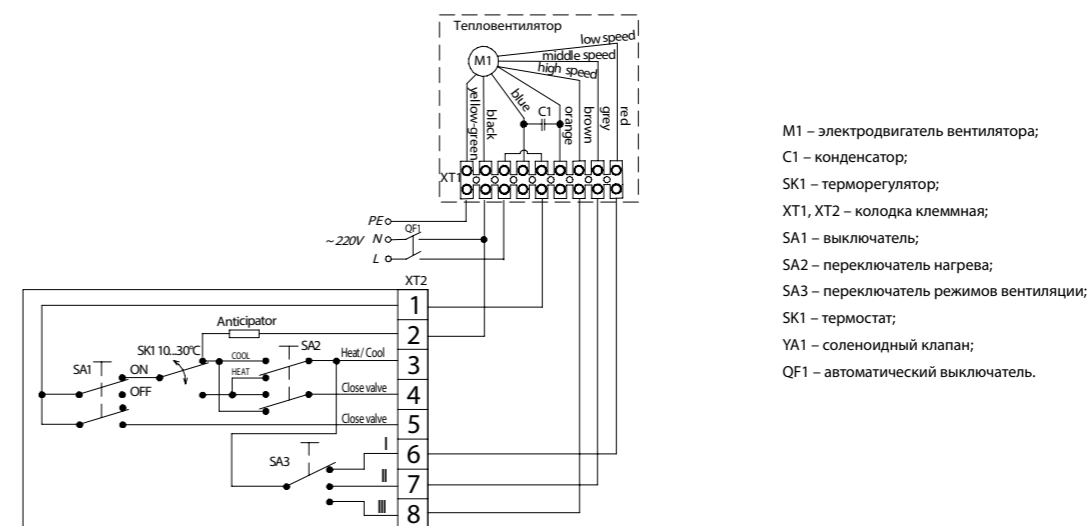 Тепловентилятор
low speed
middle speed
high speed
M1
yellow-green
black
blue
C1
orange
brown
grey
red
XT1
PE
QF1
~220V N
L
XT2
1
2
3
4
5
6
7
8
Anticipator
SK1 10...30°C
SA2
Heat/ Cool
COOL
HEAT
SA1
ON
OFF
Close valve
Close valve
SA3
I
II
III
M1 – электродвигатель вентилятора;
C1 – конденсатор;
SK1 – терморегулятор;
XT1, XT2 – колодка клеммная;
SA1 – выключатель;
SA2 – переключатель нагрева;
SA3 – переключатель режимов вентиляции;
SK1 – термостат;
YA1 – соленоидный клапан;
QF1 – автоматический выключатель.